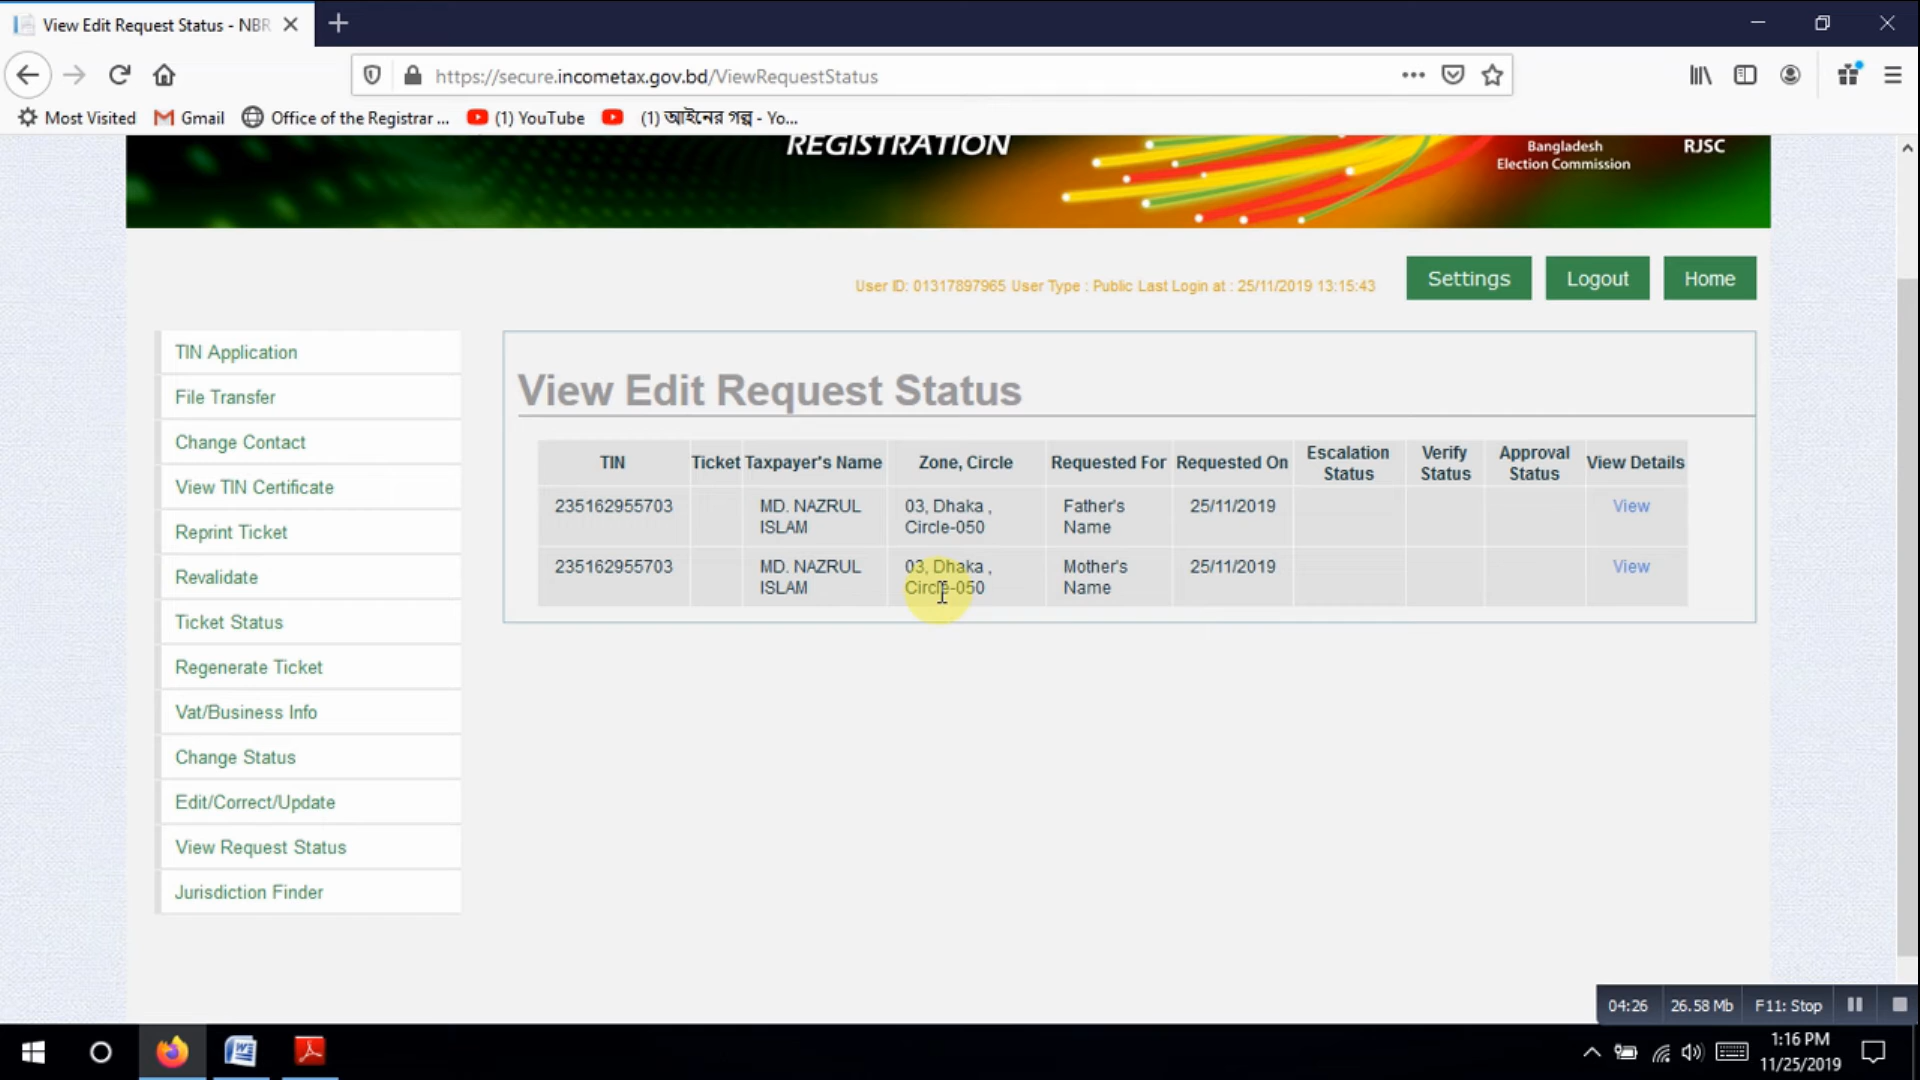 View Edit Request Status - NBR
https://secure.incometax.gov.bd/ViewRequestStatus
Most Visited Gmail Office of the Registrar ... (1) YouTube (1) আইনের গল্প - Yo...
REGISTRATION
Bangladesh
Election Commission
RJSC
User ID: 01317897965 User Type : Public Last Login at : 25/11/2019 13:15:43
Settings Logout Home
TIN Application
File Transfer
Change Contact
View TIN Certificate
Reprint Ticket
Revalidate
Ticket Status
Regenerate Ticket
Vat/Business Info
Change Status
Edit/Correct/Update
View Request Status
Jurisdiction Finder
View Edit Request Status
TIN Ticket Taxpayer's Name Zone, Circle Requested For Requested On Escalation Status Verify Status Approval Status View Details
235162955703 MD. NAZRUL ISLAM 03, Dhaka , Circle-050 Father's Name 25/11/2019 View
235162955703 MD. NAZRUL ISLAM 03, Dhaka , Circle-050 Mother's Name 25/11/2019 View
04:26 26.58 Mb F11: Stop
1:16 PM
11/25/2019